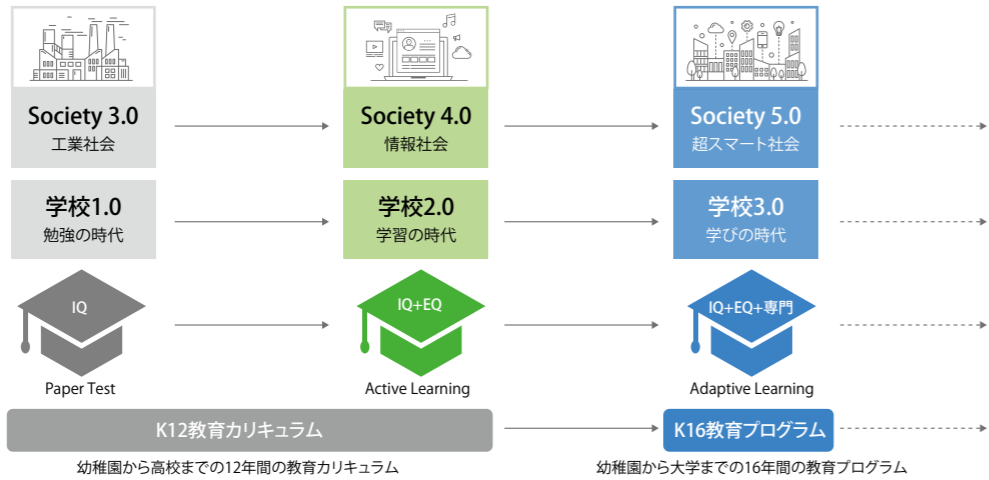 Society 3.0
工業社会
Society 4.0
情報社会
Society 5.0
超スマート社会
学校1.0
勉強の時代
学校2.0
学習の時代
学校3.0
学びの時代
IQ
IQ+EQ
IQ+EQ+専門
Paper Test
Active Learning
Adaptive Learning
K12教育カリキュラム
K16教育プログラム
幼稚園から高校までの12年間の教育カリキュラム
幼稚園から大学までの16年間の教育プログラム